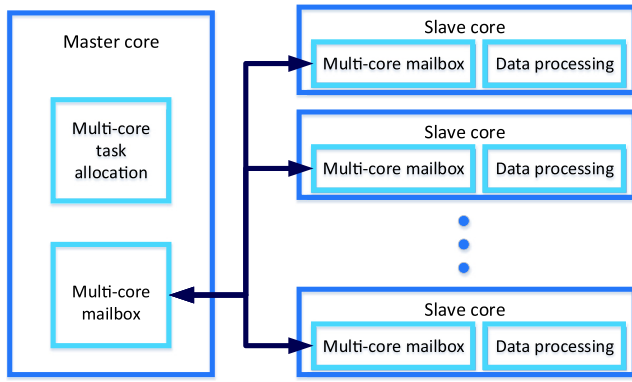 Master core
Multi-core
task
allocation
Multi-core
mailbox
Slave core
Multi-core mailbox
Data processing
Slave core
Multi-core mailbox
Data processing
Slave core
Multi-core mailbox
Data processing